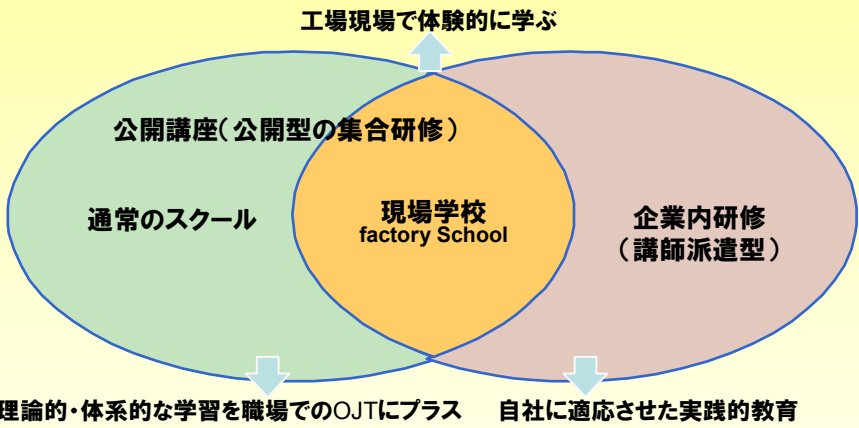 工場現場で体験的に学ぶ
公開講座(公開型の集合研修)
通常のスクール
現場学校
factory School
企業内研修
(講師派遣型)
理論的・体系的な学習を職場でのOJTにプラス
自社に適応させた実践的教育